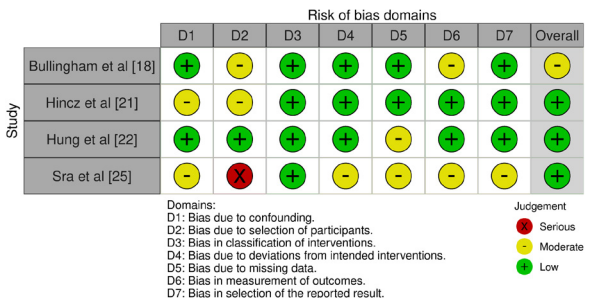 Risk of bias domains
D1 D2 D3 D4 D5 D6 D7 Overall
Study
Bullingham et al [18] + - + + + - + -
Hincz et al [21] - - + + + + + +
Hung et al [22] + + + + - + + +
Sra et al [25] - X + - - - - +
Domains:
D1: Bias due to confounding.
D2: Bias due to selection of participants.
D3: Bias in classification of interventions.
D4: Bias due to deviations from intended interventions.
D5: Bias due to missing data.
D6: Bias in measurement of outcomes.
D7: Bias in selection of the reported result.
Judgement
X Serious
- Moderate
+ Low